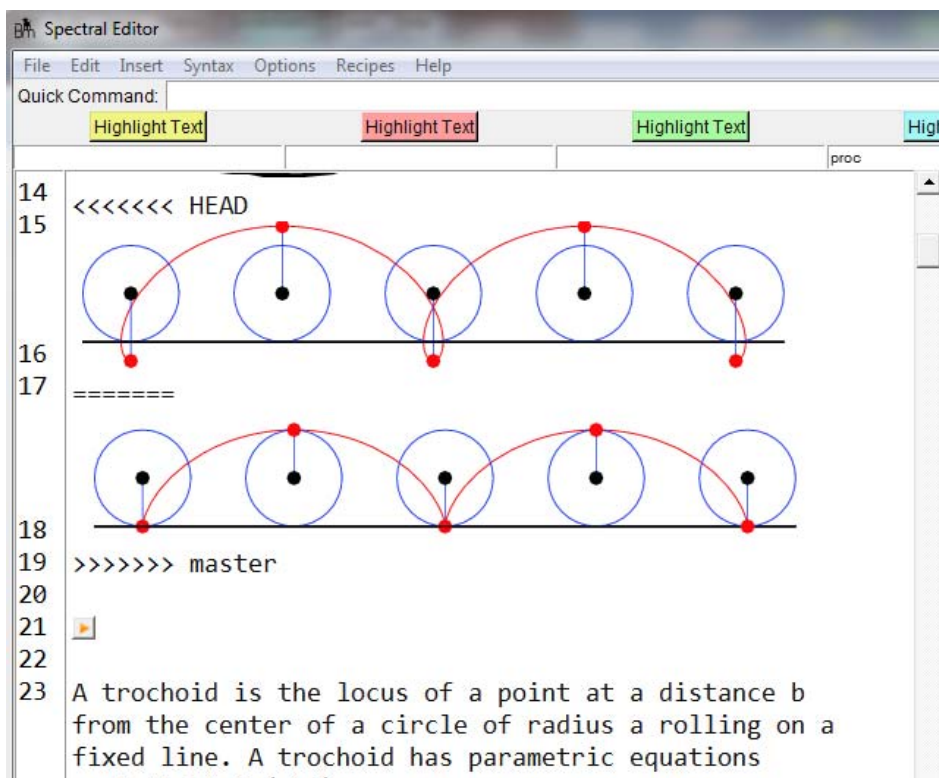 Spectral Editor
File Edit Insert Syntax Options Recipes Help
Quick Command:
Highlight Text Highlight Text Highlight Text High
proc
14
<<<<<<< HEAD
15
16
17
=======
18
19 >>>>>>> master
20
21
22
23 A trochoid is the locus of a point at a distance b
from the center of a circle of radius a rolling on a
fixed line. A trochoid has parametric equations